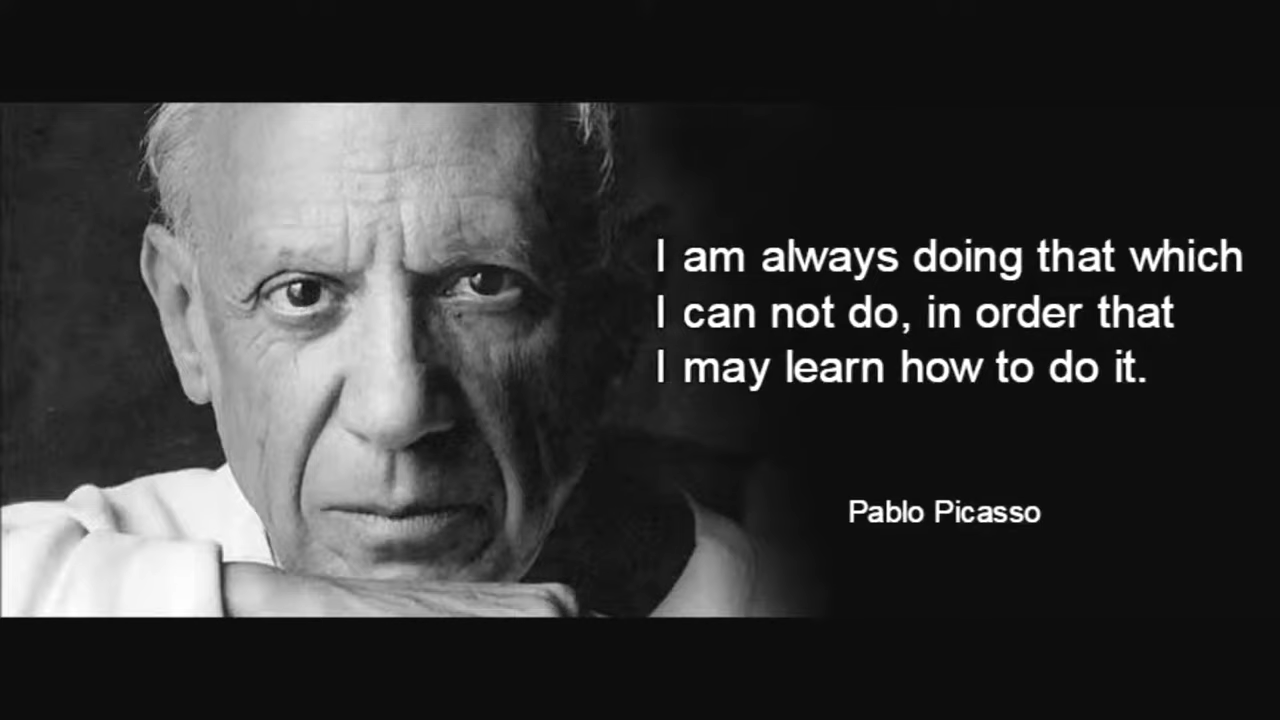 I am always doing that which
I can not do, in order that
I may learn how to do it.
Pablo Picasso